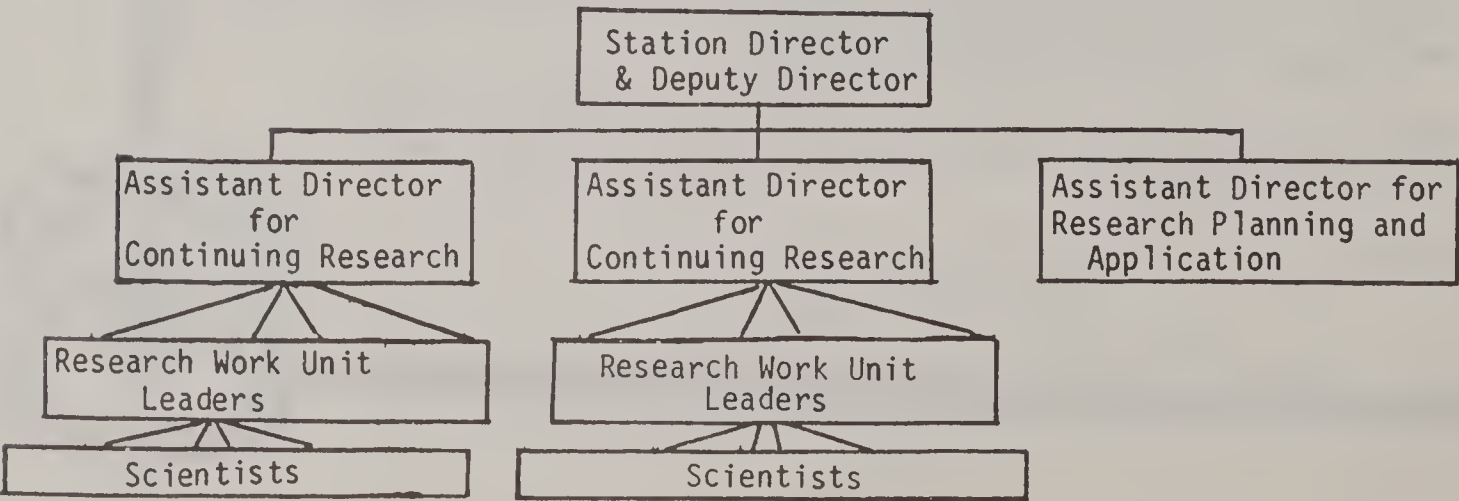 Station Director
& Deputy Director
Assistant Director
for
Continuing Research
Assistant Director
for
Continuing Research
Assistant Director for
Research Planning and
Application
Research Work Unit
Leaders
Research Work Unit
Leaders
Scientists
Scientists